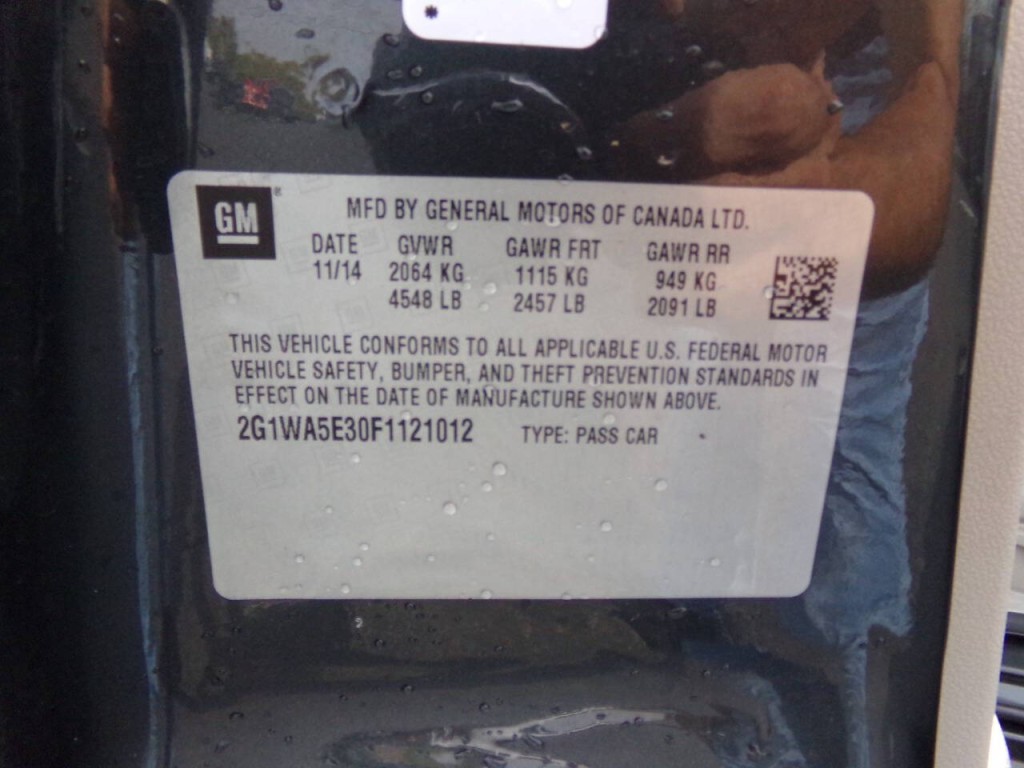 GM
MFD BY GENERAL MOTORS OF CANADA LTD.
DATE GVWR GAWR FRT GAWR RR
11/14 2064 KG 1115 KG 949 KG
4548 LB 2457 LB 2091 LB
THIS VEHICLE CONFORMS TO ALL APPLICABLE U.S. FEDERAL MOTOR
VEHICLE SAFETY, BUMPER, AND THEFT PREVENTION STANDARDS IN
EFFECT ON THE DATE OF MANUFACTURE SHOWN ABOVE.
2G1WA5E30F1121012 TYPE: PASS CAR